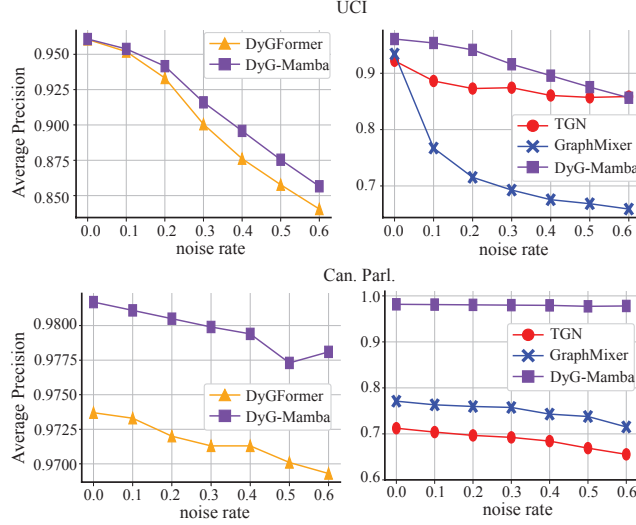 UCI
Average Precision
0.950
0.925
0.900
0.875
0.850
DyGFormer
DyG-Mamba
0.0 0.1 0.2 0.3 0.4 0.5 0.6
noise rate
0.9
0.8
0.7
TGN
GraphMixer
DyG-Mamba
0.0 0.1 0.2 0.3 0.4 0.5 0.6
noise rate
Can. Parl.
Average Precision
0.9800
0.9775
0.9750
0.9725
0.9700
DyGFormer
DyG-Mamba
0.0 0.1 0.2 0.3 0.4 0.5 0.6
noise rate
1.0
0.9
0.8
0.7
0.6
TGN
GraphMixer
DyG-Mamba
0.0 0.1 0.2 0.3 0.4 0.5 0.6
noise rate